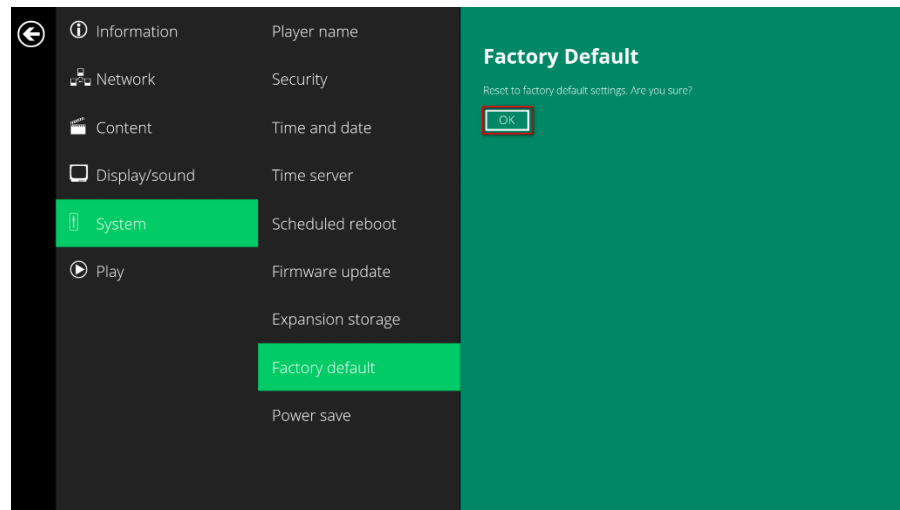 Information
Network
Content
Display/sound
System
Play
Player name
Security
Time and date
Time server
Scheduled reboot
Firmware update
Expansion storage
Factory default
Power save
Factory Default
Reset to factory default settings. Are you sure?
OK